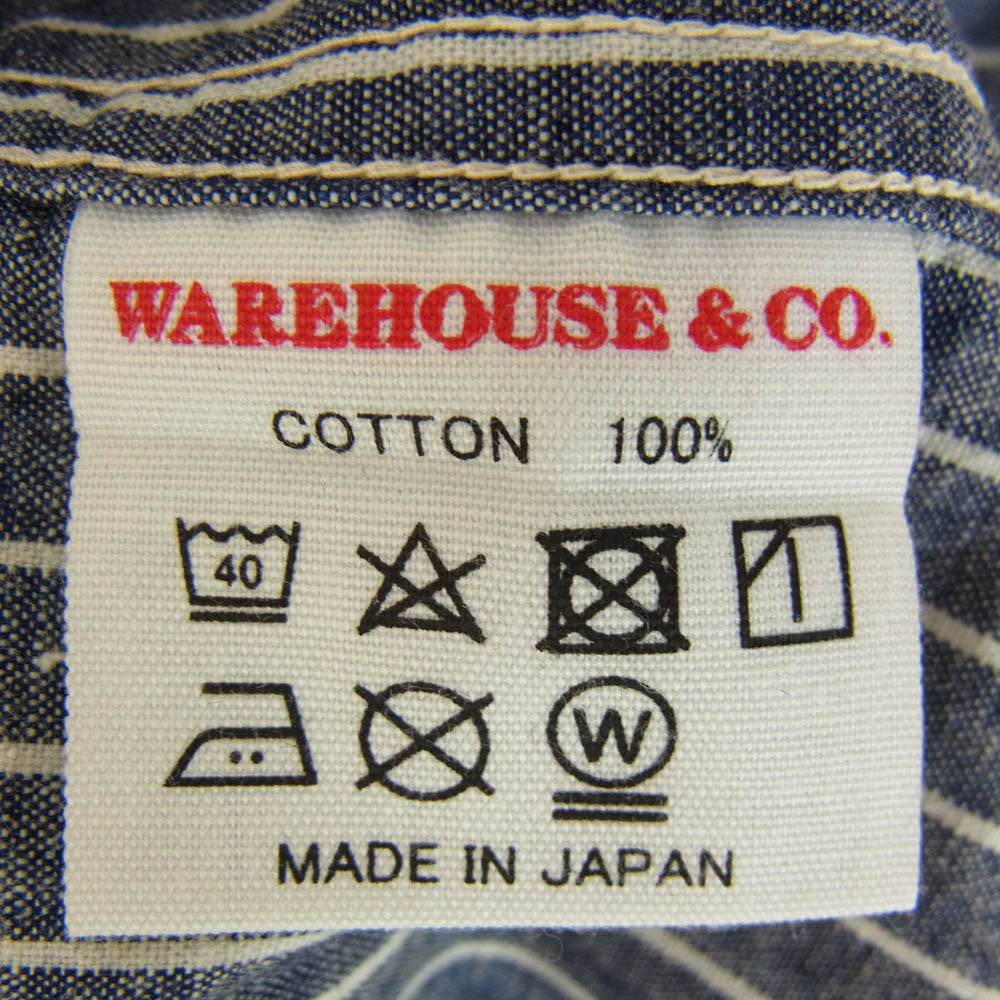 WAREHOUSE & CO.
COTTON 100%
40
W
MADE IN JAPAN